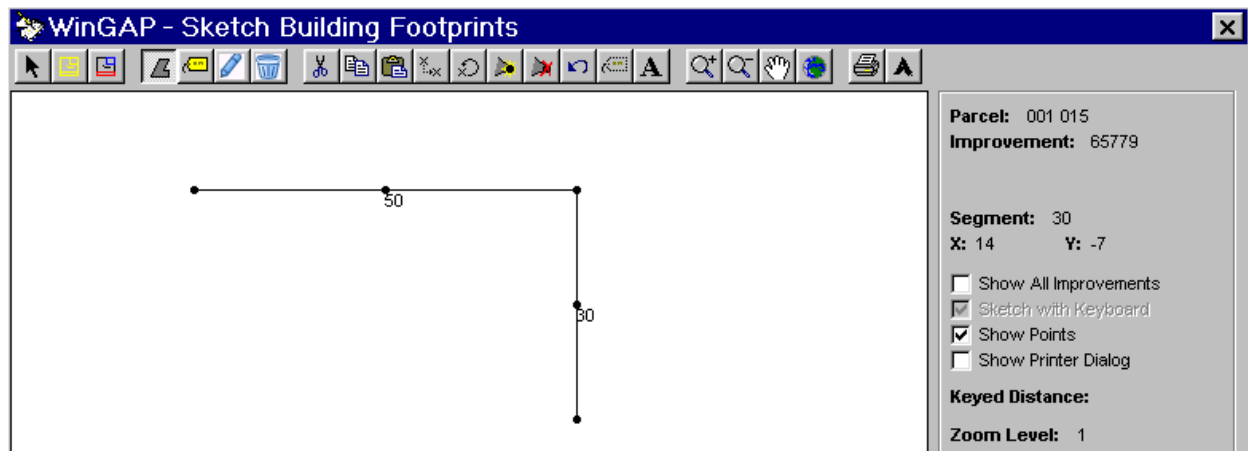 WinGAP - Sketch Building Footprints
A
A
50
30
Parcel: 001 015
Improvement: 65779
Segment: 30
X: 14 Y: -7
Show All Improvements
Sketch with Keyboard
Show Points
Show Printer Dialog
Keyed Distance:
Zoom Level: 1